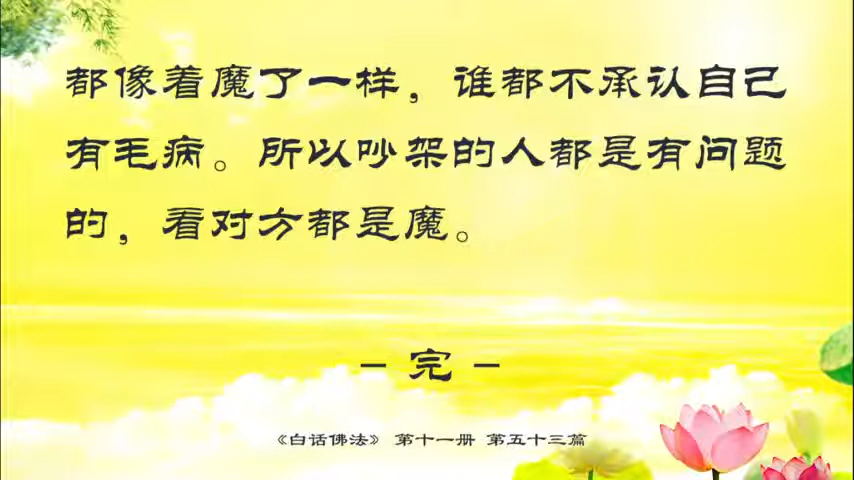 都像着魔了一样，谁都不承认自己
有毛病。所以吵架的人都是有问题
的，看对方都是魔。
– 完 –
《白话佛法》 第十一册 第五十三篇